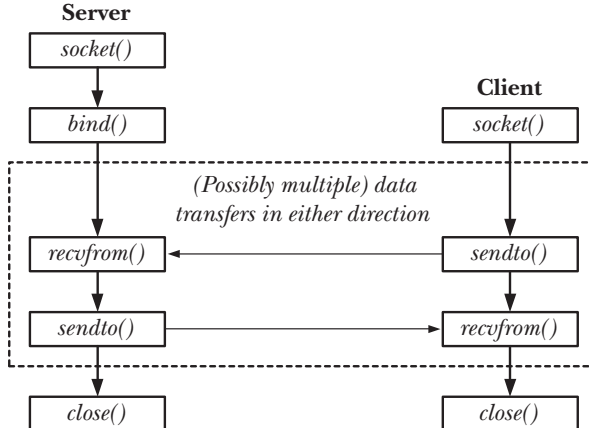 Server
socket()
Client
bind()
socket()
(Possibly multiple) data
transfers in either direction
recvfrom()
sendto()
sendto()
recvfrom()
close()
close()